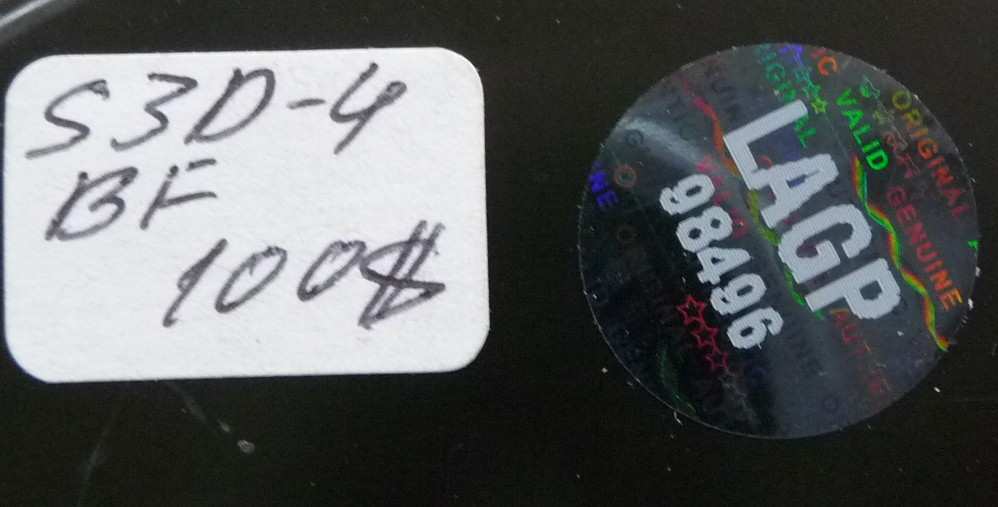 S3D-4
BF
100$
LAGP
98496
ORIGINAL
VALID
GENUINE